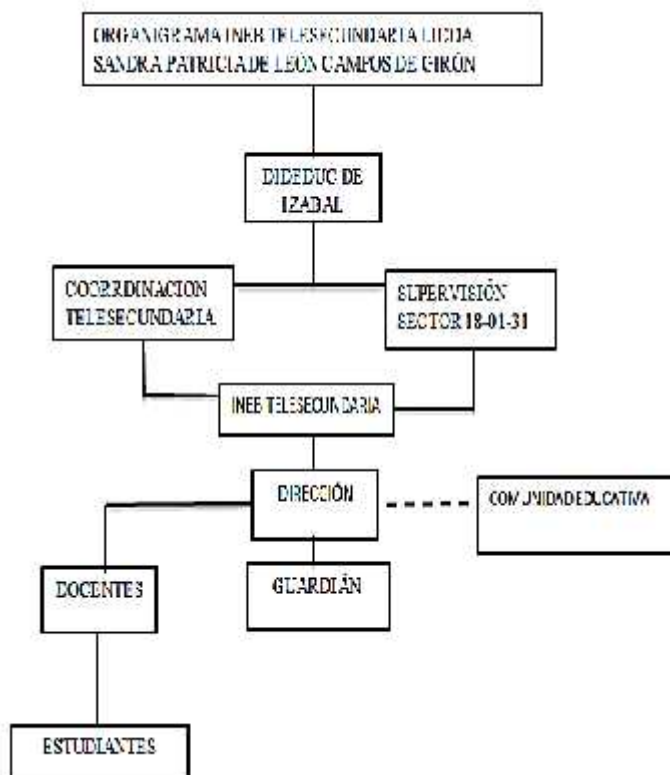 ORGANIGRAMA INEB TELESECUNDARIA LICDA
SANDRA PATRICIA DE LEÓN CAMPOS DE GIRÓN
DIDEDUC DE
IZABAL
COORRDINACION
TELESECUNDARIA
SUPERVISIÓN
SECTOR 18-01-31
INEB TELESECUNDARIA
DIRECCIÓN
COMUNIDAD EDUCATIVA
DOCENTES
GUARDIÁN
ESTUDIANTES